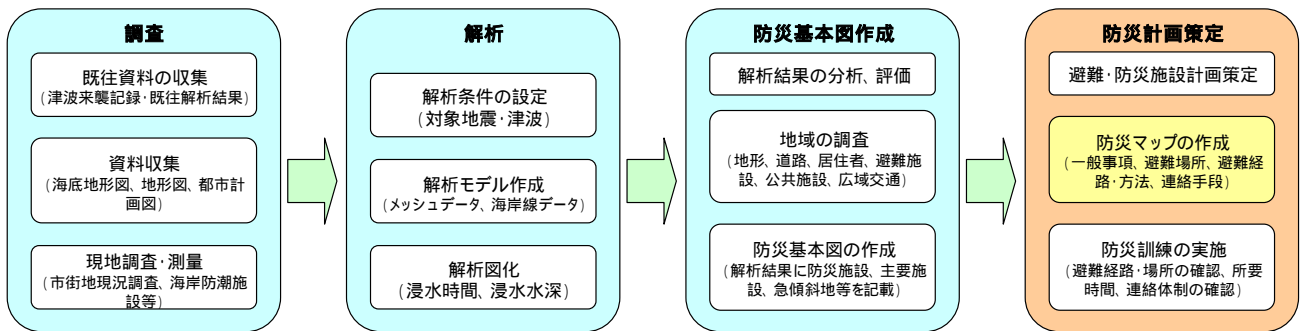 調査
既往資料の収集
(津波来襲記録･既往解析結果)
資料収集
(海底地形図、地形図、都市計
画図)
現地調査･測量
(市街地現況調査、海岸防潮施
設等)
解析
解析条件の設定
(対象地震･津波)
解析モデル作成
(メッシュデータ、海岸線データ)
解析図化
(浸水時間、浸水水深)
防災基本図作成
解析結果の分析、評価
地域の調査
(地形、道路、居住者、避難施
設、公共施設、広域交通)
防災基本図の作成
(解析結果に防災施設、主要施
設、急傾斜地等を記載)
防災計画策定
避難･防災施設計画策定
防災マップの作成
(一般事項、避難場所、避難経
路･方法、連絡手段)
防災訓練の実施
(避難経路･場所の確認、所要
時間、連絡体制の確認)